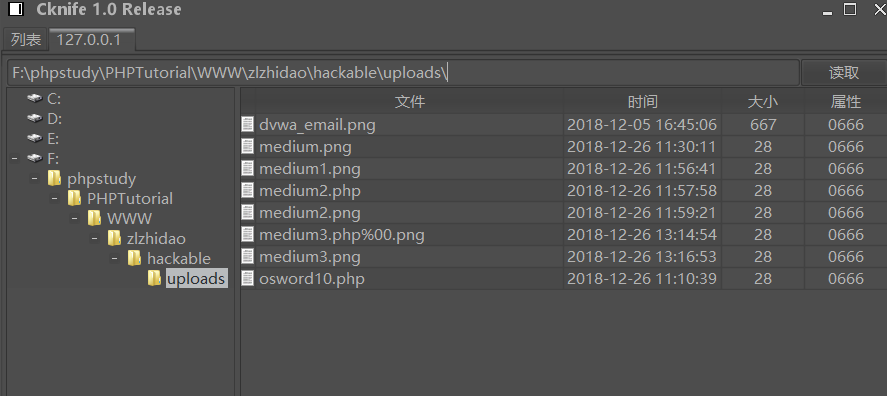 Cknife 1.0 Release
列表 127.0.0.1
F:\phpstudy\PHPTutorial\WWW\zlzhidao\hackable\uploads\ 读取
C:
D:
E:
F:
phpstudy
PHPTutorial
WWW
zlzhidao
hackable
uploads
文件 时间 大小 属性
dvwa_email.png 2018-12-05 16:45:06 667 0666
medium.png 2018-12-26 11:30:11 28 0666
medium1.png 2018-12-26 11:56:41 28 0666
medium2.php 2018-12-26 11:57:58 28 0666
medium2.png 2018-12-26 11:59:21 28 0666
medium3.php%00.png 2018-12-26 13:14:54 28 0666
medium3.png 2018-12-26 13:16:53 28 0666
osword10.php 2018-12-26 11:10:39 28 0666